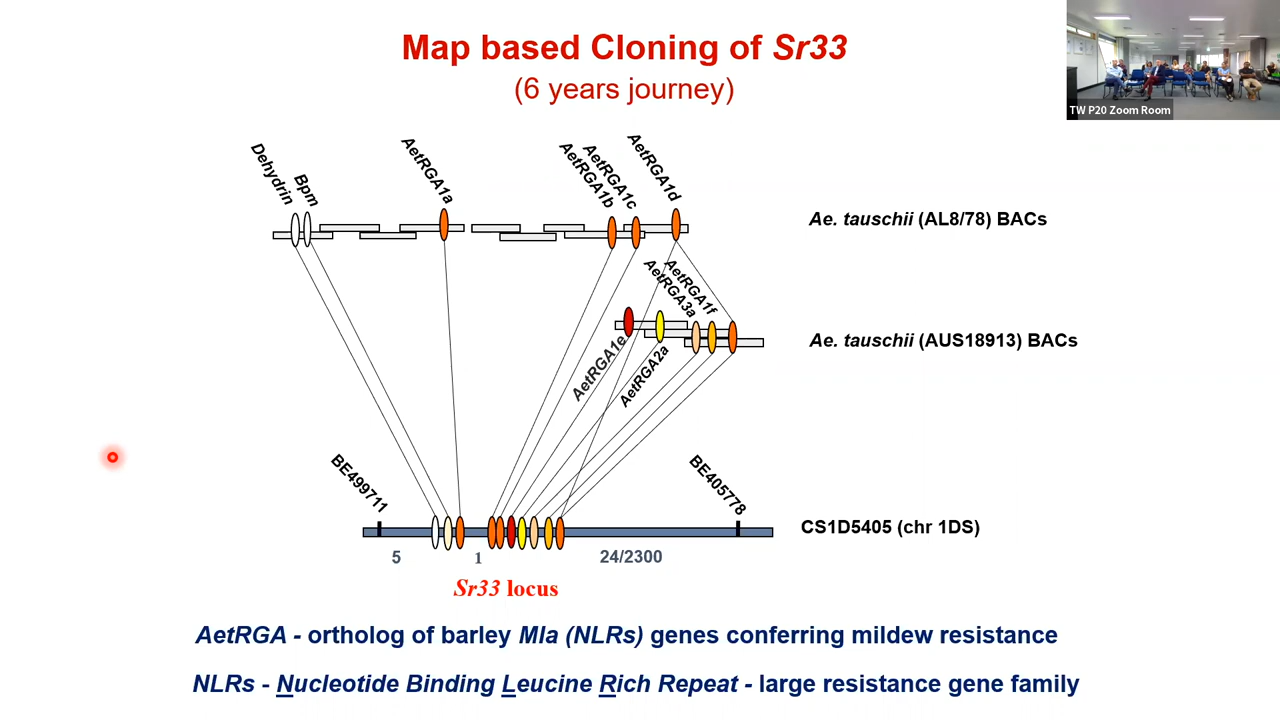 Map based Cloning of Sr33
(6 years journey)
TW P20 Zoom Room
Dehydrin
Bpm
AetRGA1a
AetRGA1b
AetRGA1c
AetRGA1d
Ae. tauschii (AL8/78) BACs
AetRGA3a
AetRGA1f
AetRGA1e
AetRGA2a
Ae. tauschii (AUS18913) BACs
BE499711
BE405778
CS1D5405 (chr 1DS)
5
1
24/2300
Sr33 locus
AetRGA - ortholog of barley Mla (NLRs) genes conferring mildew resistance
NLRs - Nucleotide Binding Leucine Rich Repeat - large resistance gene family